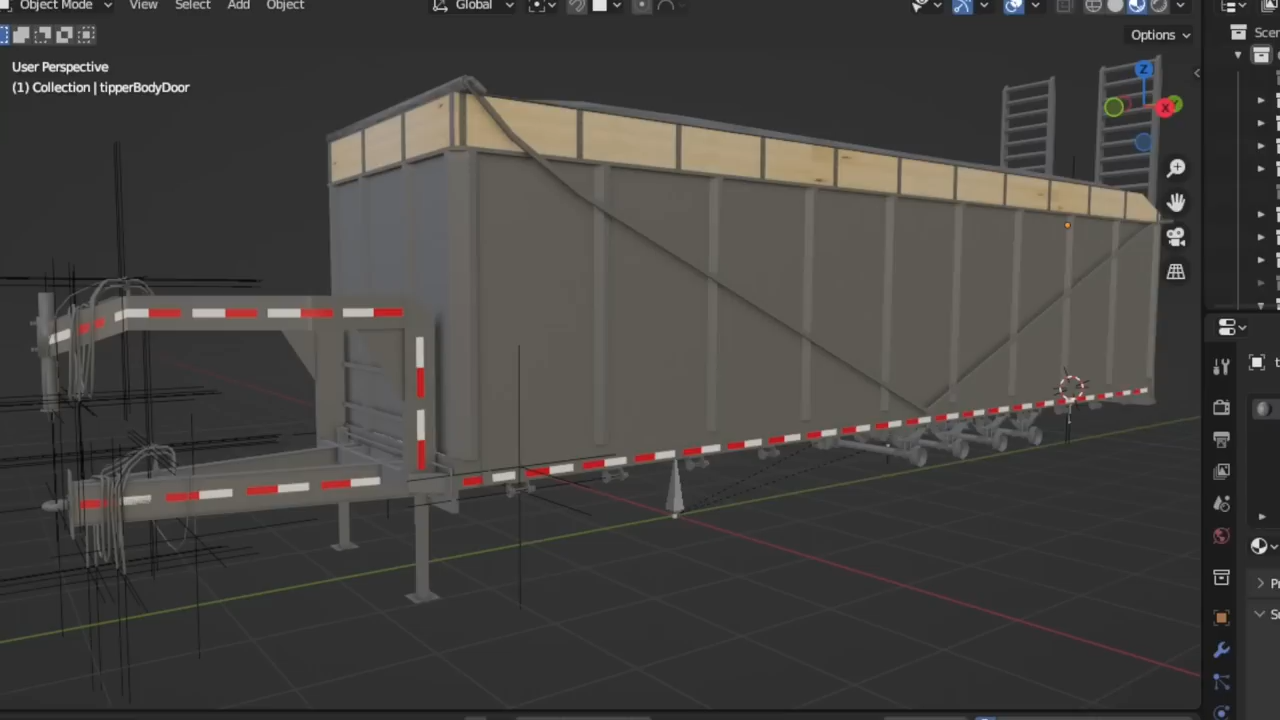 Object Mode View Select Add Object Global
Options
User Perspective
(1) Collection | tipperBodyDoor
Z
X
Y